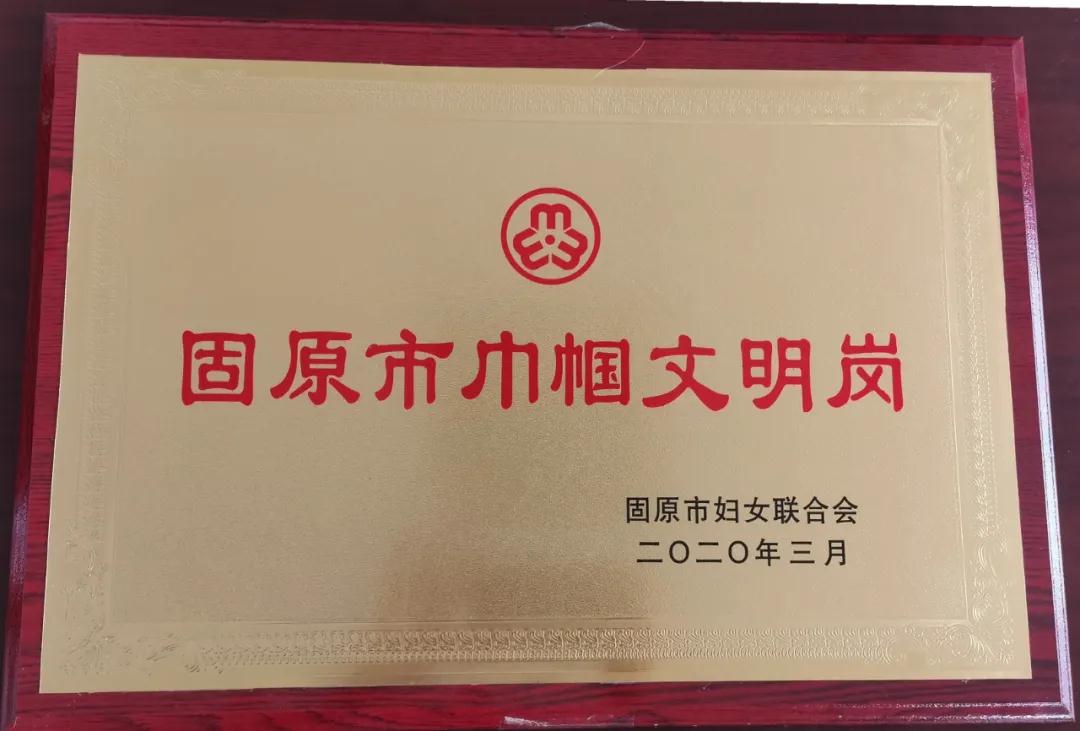 固原市巾帼文明岗
固原市妇女联合会
二〇二〇年三月